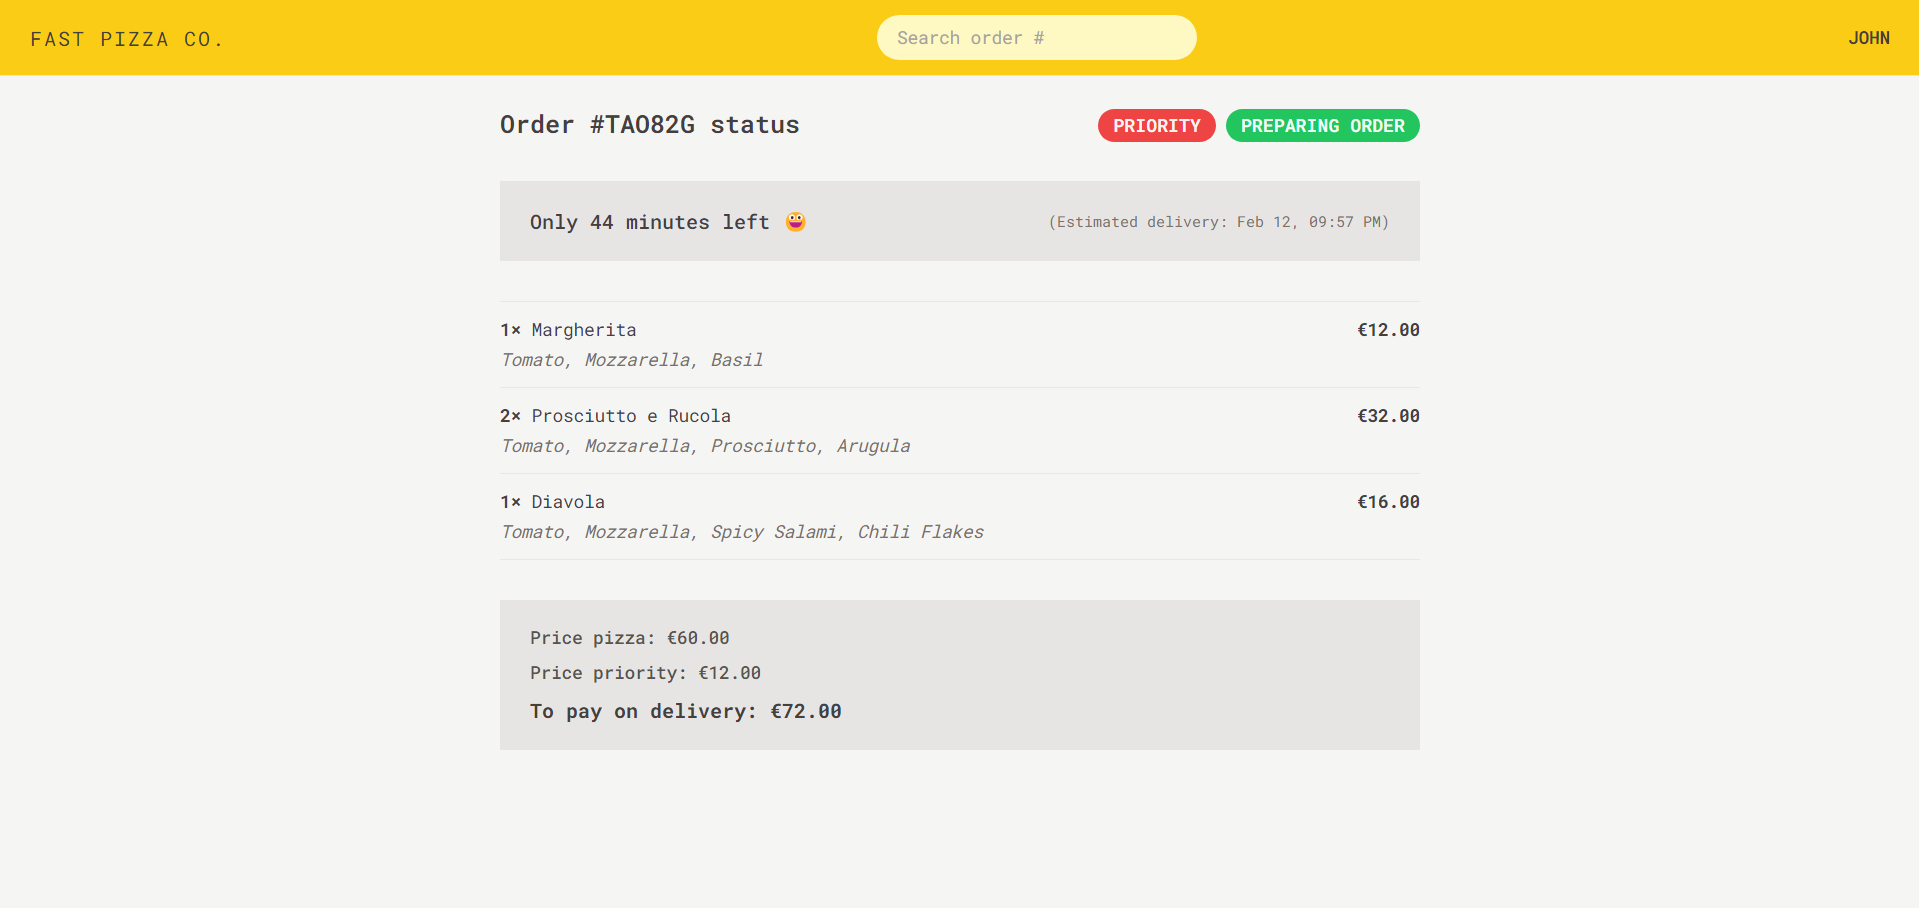 FAST PIZZA CO.
Search order #
JOHN
Order #TAO82G status
PRIORITY
PREPARING ORDER
Only 44 minutes left 😀
(Estimated delivery: Feb 12, 09:57 PM)
1× Margherita
€12.00
Tomato, Mozzarella, Basil
2× Prosciutto e Rucola
€32.00
Tomato, Mozzarella, Prosciutto, Arugula
1× Diavola
€16.00
Tomato, Mozzarella, Spicy Salami, Chili Flakes
Price pizza: €60.00
Price priority: €12.00
To pay on delivery: €72.00